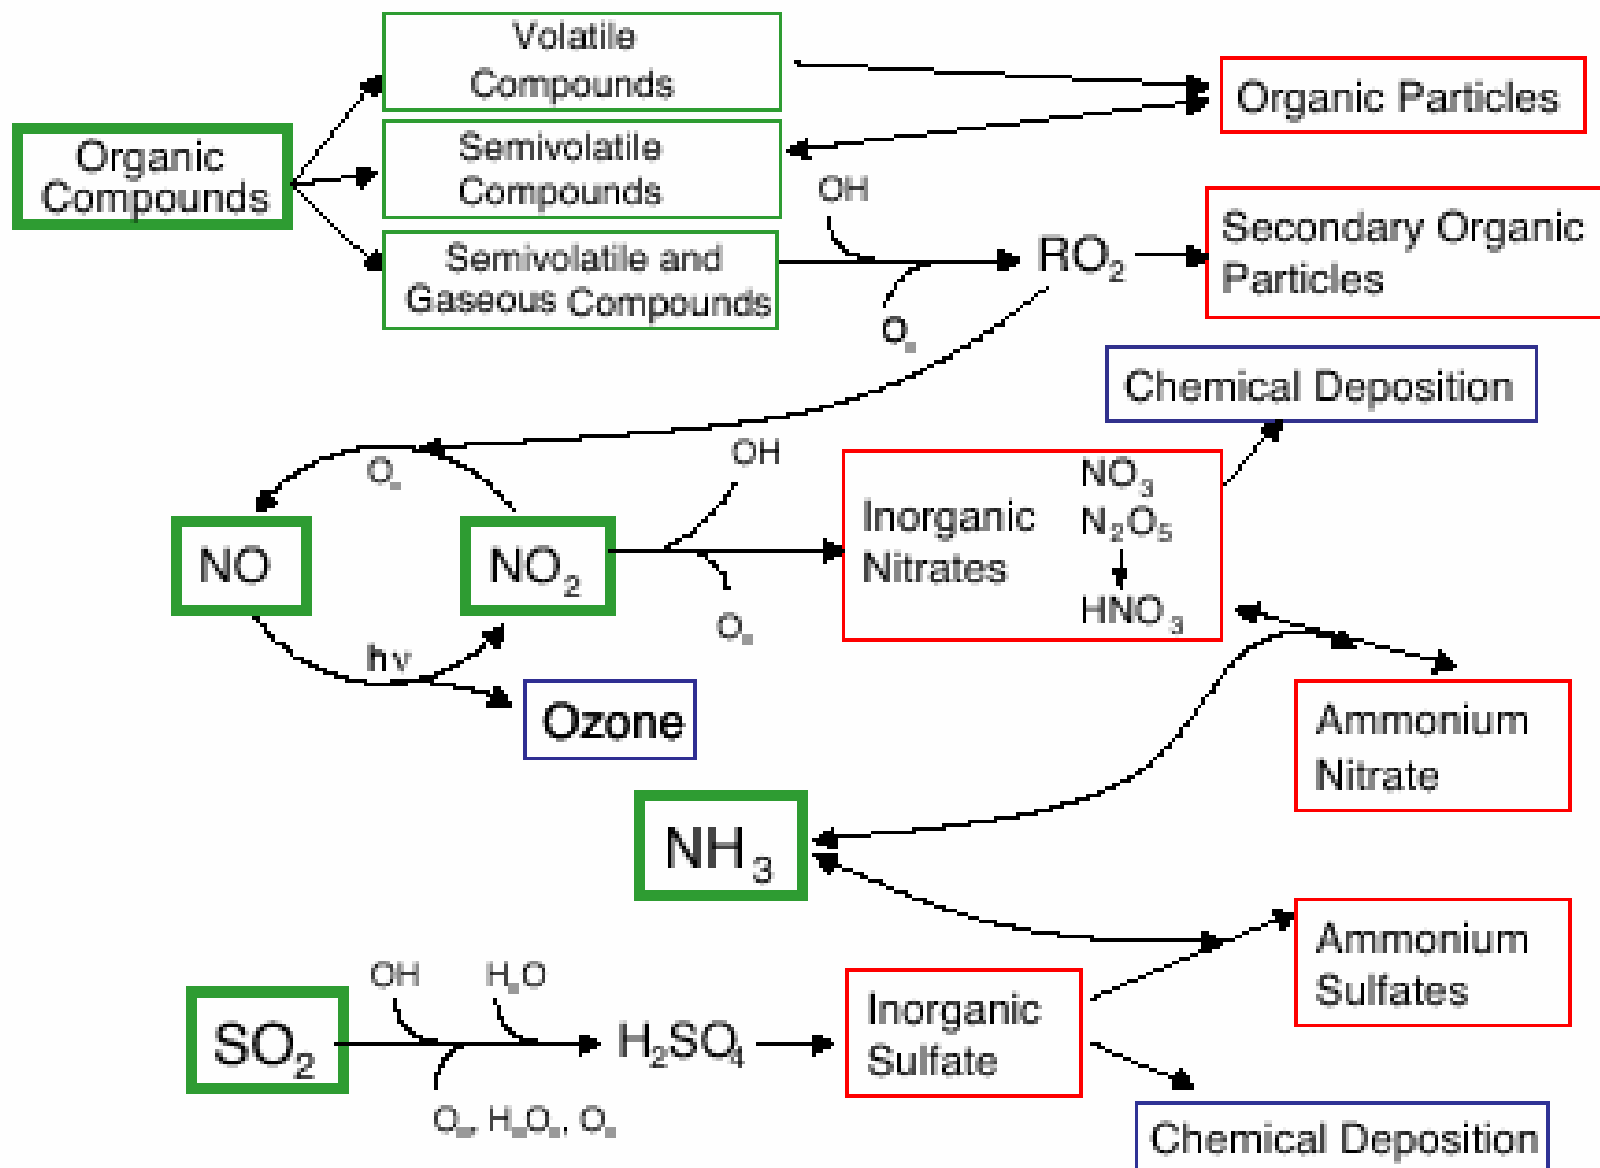 Volatile
Compounds
Organic Particles
Organic
Compounds
Semivolatile
Compounds
OH
Secondary Organic
Particles
Semivolatile and
Gaseous Compounds
RO₂
Chemical Deposition
OH
NO₃
Inorganic
Nitrates
N₂O₅
HNO₃
NO
NO₂
hν
Ozone
Ammonium
Nitrate
NH₃
Ammonium
Sulfates
OH
Inorganic
Sulfate
SO₂
H₂SO₄
Chemical Deposition